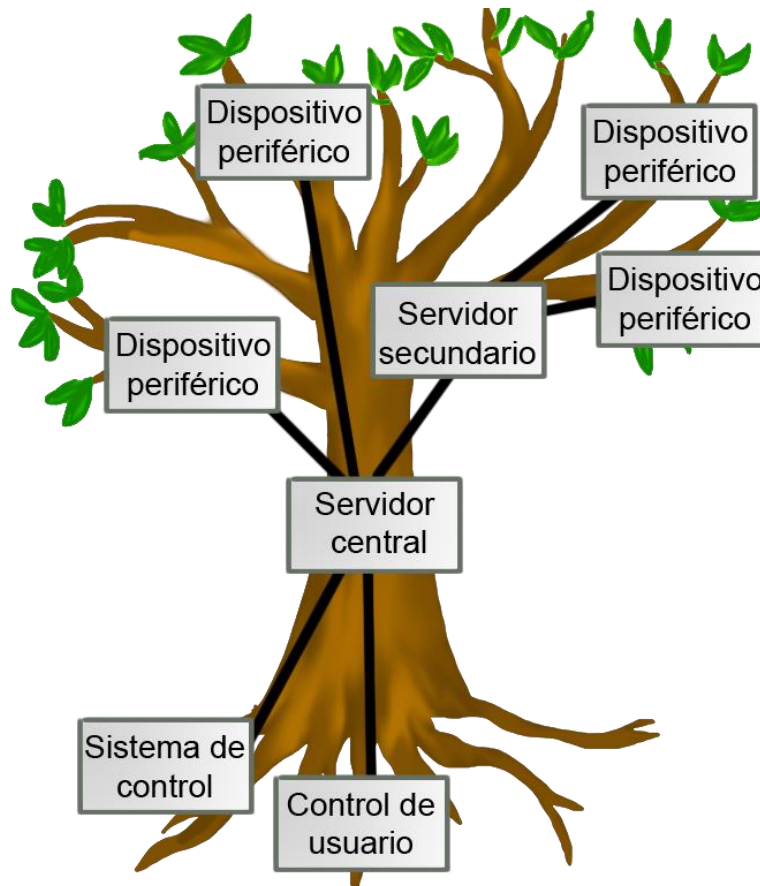 Dispositivo
periférico
Dispositivo
periférico
Dispositivo
periférico
Servidor
secundario
Dispositivo
periférico
Servidor
central
Sistema de
control
Control de
usuario